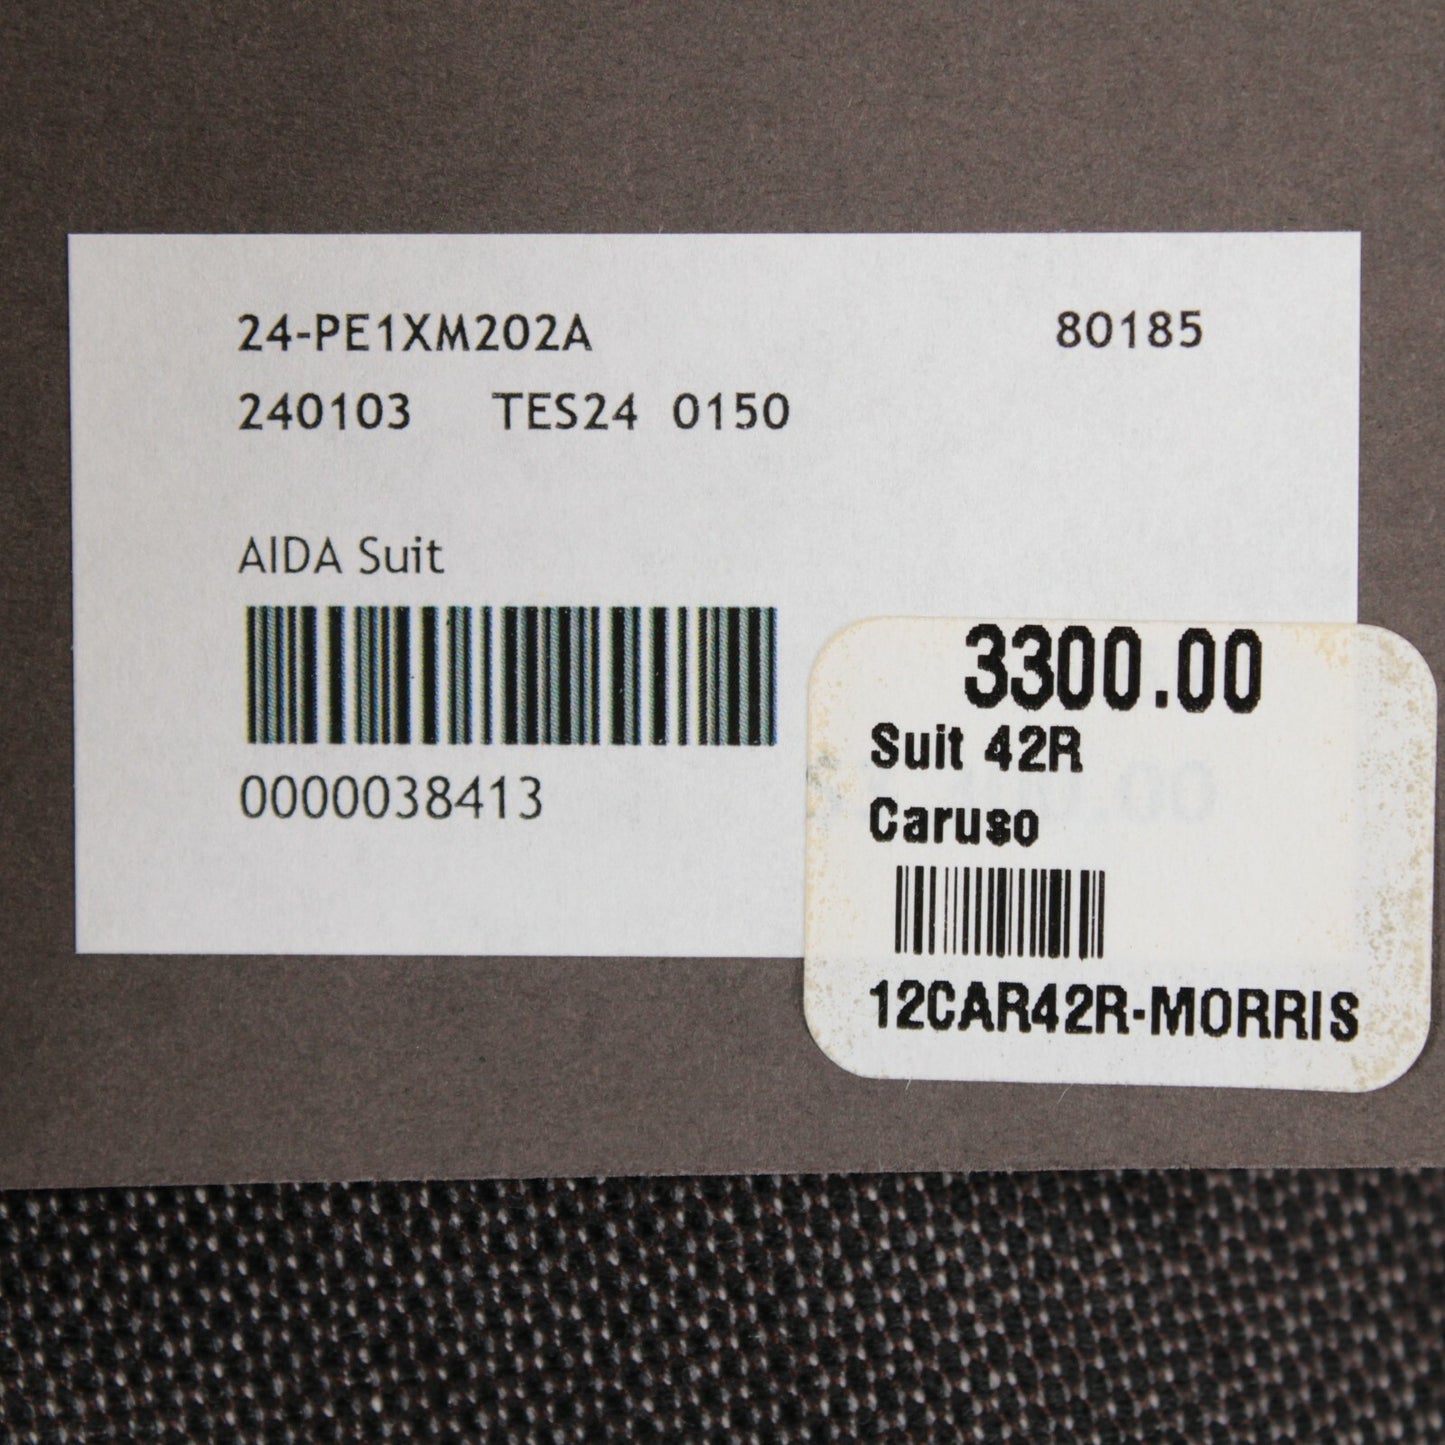 24-PE1XM202A 80185
240103 TES24 0150
AIDA Suit
0000038413
3300.00
Suit 42R
Caruso
12CAR42R-MORRIS